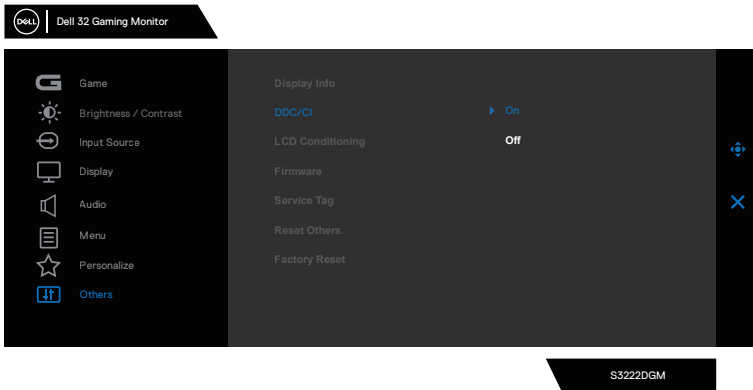 DELL
Dell 32 Gaming Monitor
Game
Brightness / Contrast
Input Source
Display
Audio
Menu
Personalize
Others
Display Info
DDC/CI
On
LCD Conditioning
Off
Firmware
Service Tag
Reset Others
Factory Reset
S3222DGM